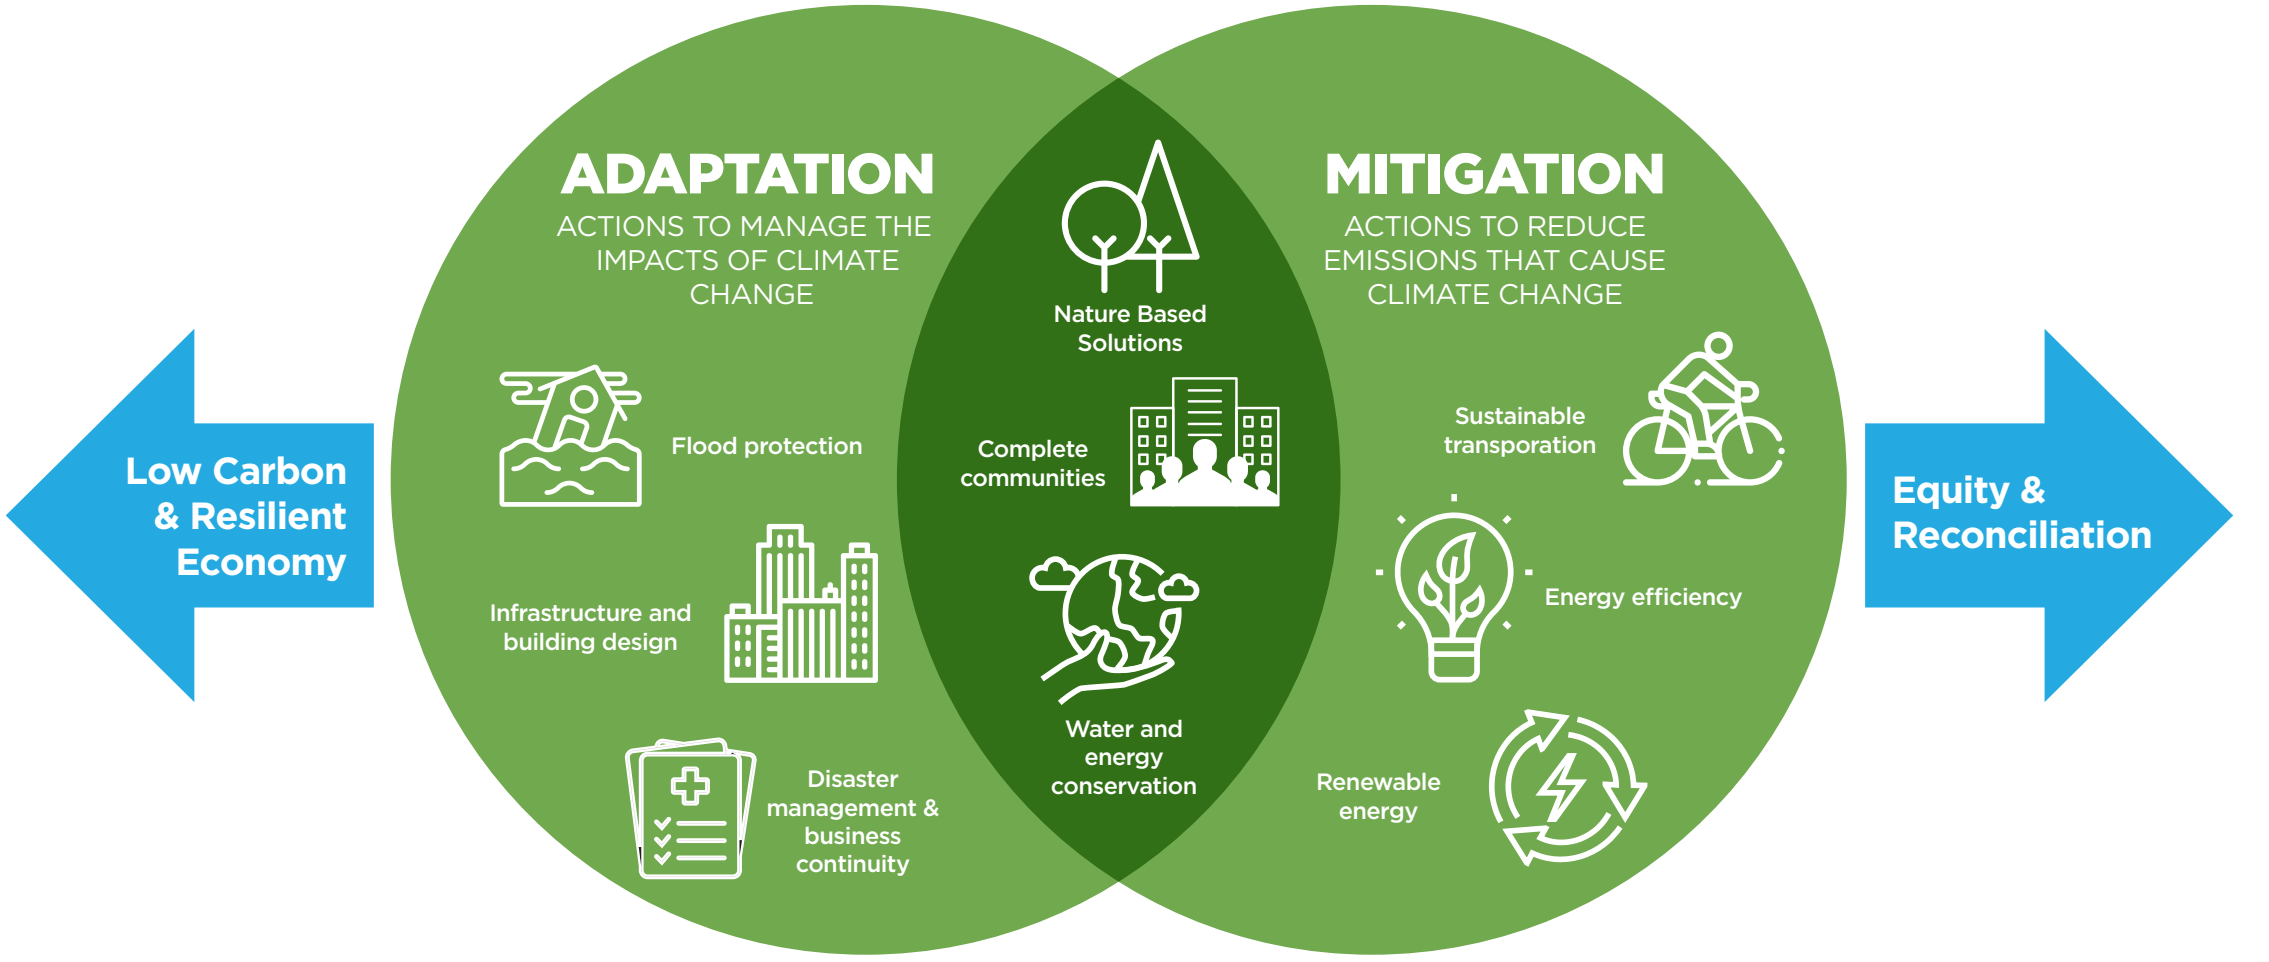 ADAPTATION
ACTIONS TO MANAGE THE
IMPACTS OF CLIMATE
CHANGE
Flood protection
Infrastructure and
building design
Disaster
management &
business
continuity
Nature Based
Solutions
Complete
communities
Water and
energy
conservation
MITIGATION
ACTIONS TO REDUCE
EMISSIONS THAT CAUSE
CLIMATE CHANGE
Sustainable
transporation
Energy efficiency
Renewable
energy
Low Carbon
& Resilient
Economy
Equity &
Reconciliation